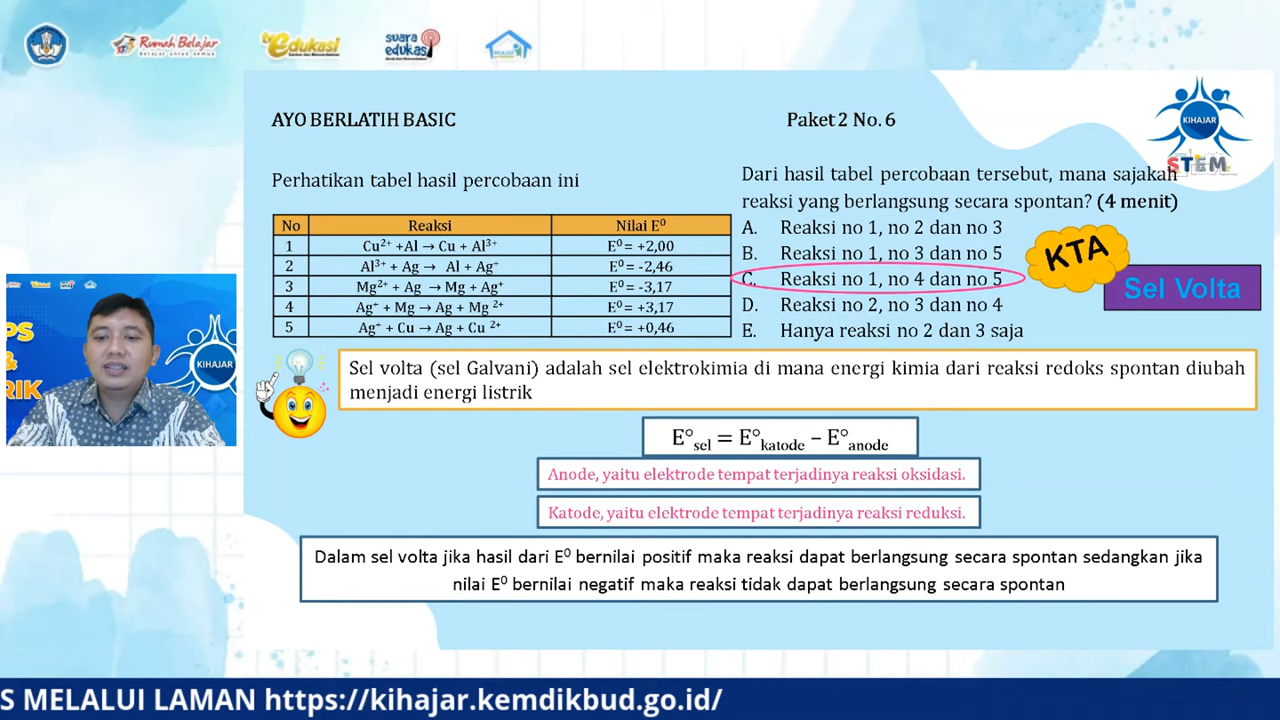 Rumah Belajar
Belajar untuk semua
tv Edukasi
suara
edukasi
AYO BERLATIH BASIC
Paket 2 No. 6
KIHAJAR
STEM
Perhatikan tabel hasil percobaan ini
Dari hasil tabel percobaan tersebut, mana sajakah
reaksi yang berlangsung secara spontan? (4 menit)
No Reaksi Nilai E⁰
1 Cu²⁺ +Al → Cu + Al³⁺ E⁰ = +2,00
2 Al³⁺ + Ag → Al + Ag⁺ E⁰ = -2,46
3 Mg²⁺ + Ag → Mg + Ag⁺ E⁰ = -3,17
4 Ag⁺ + Mg → Ag + Mg ²⁺ E⁰ = +3,17
5 Ag⁺ + Cu → Ag + Cu ²⁺ E⁰ = +0,46
A. Reaksi no 1, no 2 dan no 3
B. Reaksi no 1, no 3 dan no 5
C. Reaksi no 1, no 4 dan no 5
D. Reaksi no 2, no 3 dan no 4
E. Hanya reaksi no 2 dan 3 saja
KTA
Sel Volta
PS
&
RIK
KIHAJAR
Sel volta (sel Galvani) adalah sel elektrokimia di mana energi kimia dari reaksi redoks spontan diubah
menjadi energi listrik
E°sel = E°katode – E°anode
Anode, yaitu elektrode tempat terjadinya reaksi oksidasi.
Katode, yaitu elektrode tempat terjadinya reaksi reduksi.
Dalam sel volta jika hasil dari E⁰ bernilai positif maka reaksi dapat berlangsung secara spontan sedangkan jika
nilai E⁰ bernilai negatif maka reaksi tidak dapat berlangsung secara spontan
S MELALUI LAMAN https://kihajar.kemdikbud.go.id/